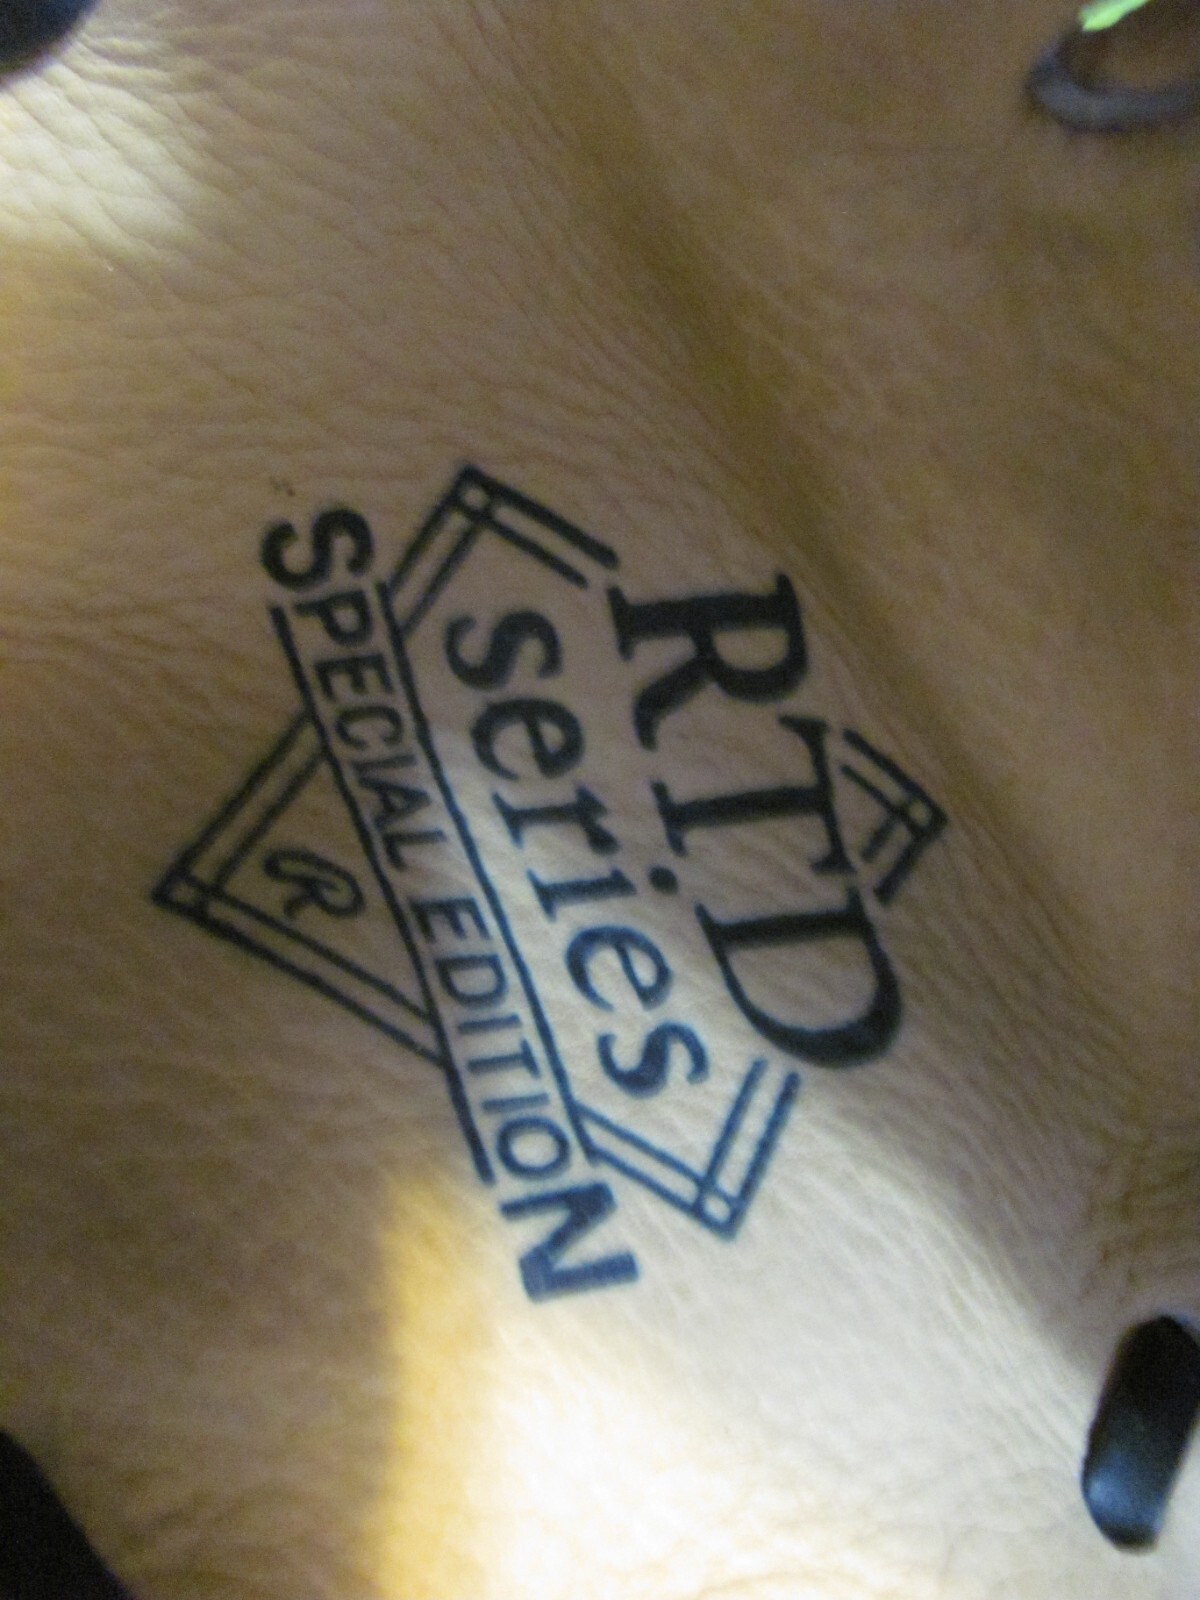 RTD
series
SPECIAL EDITION
R